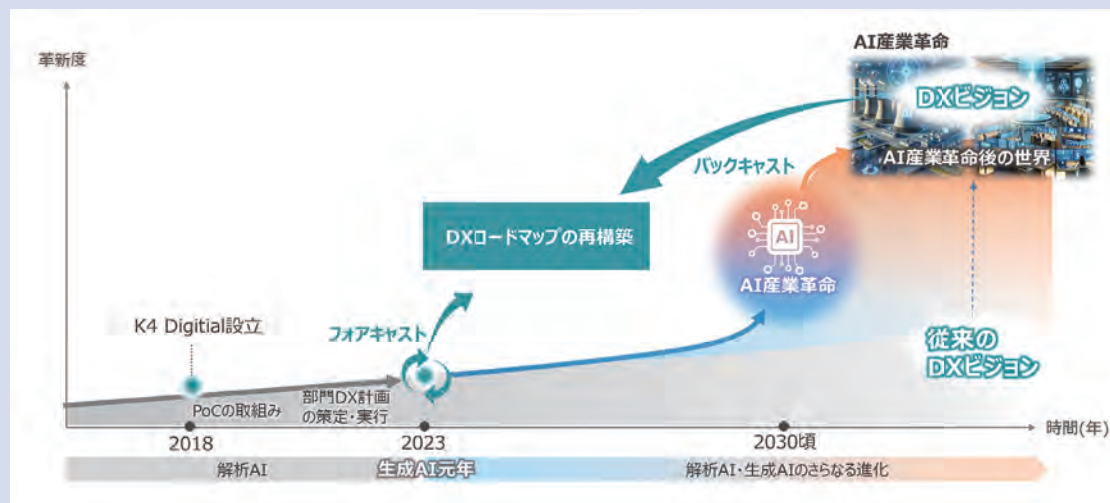 革新度
AI産業革命
DXビジョン
AI産業革命後の世界
バックキャスト
DXロードマップの再構築
AI
AI産業革命
K4 Digitial設立
フォアキャスト
従来の
DXビジョン
PoCの取組み
部門DX計画
の策定・実行
2018
2023
2030頃
時間(年)
解析AI
生成AI元年
解析AI・生成AIのさらなる進化